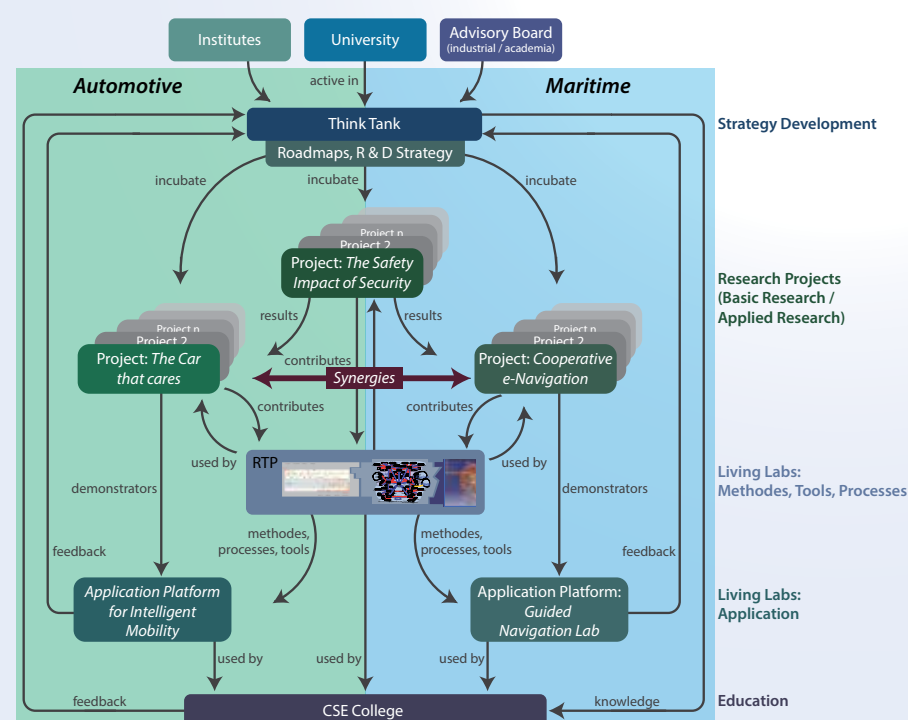 Institutes
University
Advisory Board
(industrial / academia)
Automotive
active in
Maritime
Think Tank
Strategy Development
Roadmaps, R & D Strategy
incubate
incubate
incubate
Project n
Project 2
Project: The Safety
Impact of Security
Research Projects
(Basic Research /
Applied Research)
results
results
Project n
Project 2
Project: The Car
that cares
contributes
Synergies
Project n
Project 2
Project: Cooperative
e-Navigation
contributes
contributes
used by
RTP
used by
Living Labs:
Methodes, Tools, Processes
demonstrators
demonstrators
methodes,
processes, tools
methodes,
processes, tools
feedback
feedback
Application Platform
for Intelligent
Mobility
Application Platform:
Guided
Navigation Lab
Living Labs:
Application
used by
used by
used by
feedback
knowledge
Education
CSE College